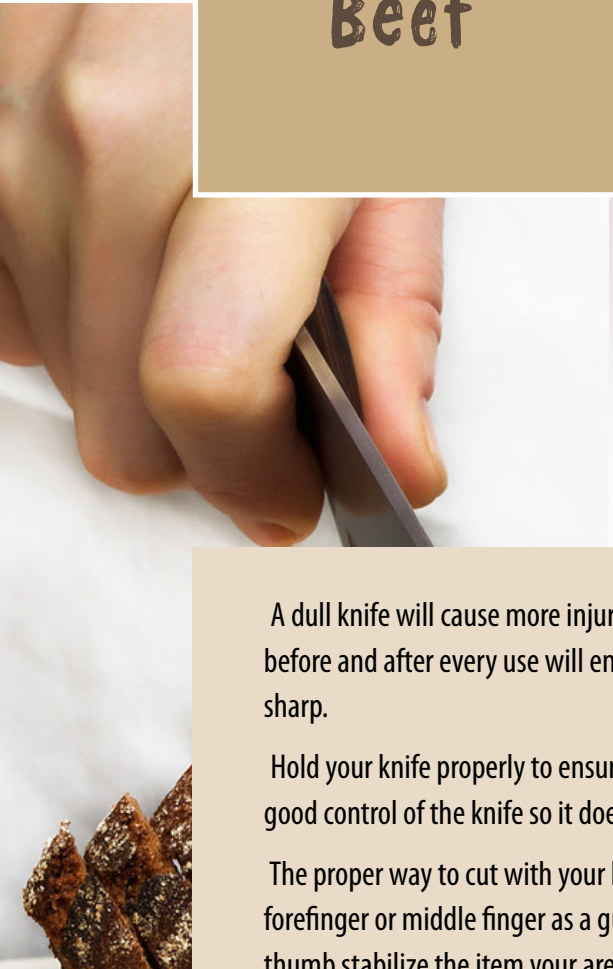 Beef
A dull knife will cause more injur
before and after every use will en
sharp.
Hold your knife properly to ensur
good control of the knife so it doe
The proper way to cut with your
forefinger or middle finger as a g
thumb stabilize the item your are